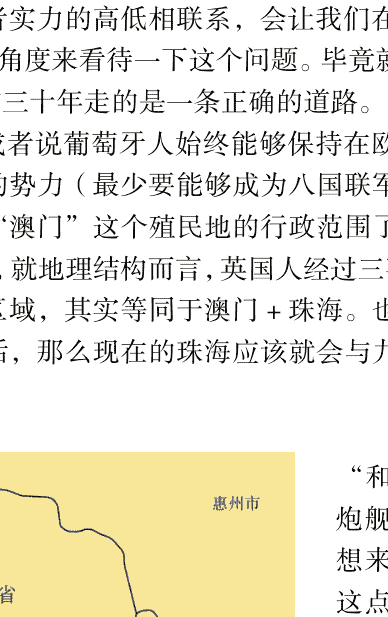 者实力的高低相联系，会让我们在
角度来看待一下这个问题。毕竟就
三十年走的是一条正确的道路。
或者说葡萄牙人始终能够保持在欧
的势力（最少要能够成为八国联军
“澳门”这个殖民地的行政范围了
，就地理结构而言，英国人经过三
区域，其实等同于澳门+珠海。也
后，那么现在的珠海应该就会与九
惠州市
省
“和
炮舰
想来
这点